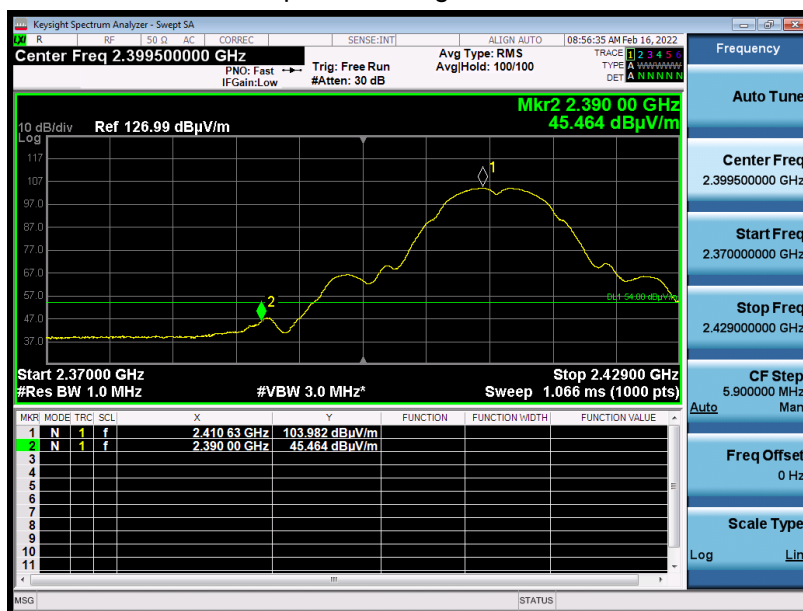 Keysight Spectrum Analyzer - Swept SA
LXI R RF 50 Ω AC CORREC SENSE:INT ALIGN AUTO 08:56:35 AM Feb 16, 2022
Center Freq 2.399500000 GHz
PNO: Fast
IFGain:Low
Trig: Free Run
#Atten: 30 dB
Avg Type: RMS
Avg|Hold: 100/100
TRACE 1 2 3 4 5 6
TYPE A WWWWW
DET A N N N N N
Mkr2 2.390 00 GHz
45.464 dBµV/m
10 dB/div Ref 126.99 dBµV/m
Log
117
107
97.0
87.0
77.0
67.0
57.0
47.0
37.0
1
2
DL1 54.00 dBµV/m
Start 2.37000 GHz Stop 2.42900 GHz
#Res BW 1.0 MHz #VBW 3.0 MHz* Sweep 1.066 ms (1000 pts)
MKR MODE TRC SCL X Y FUNCTION FUNCTION WIDTH FUNCTION VALUE
1 N 1 f 2.410 63 GHz 103.982 dBµV/m
2 N 1 f 2.390 00 GHz 45.464 dBµV/m
3
4
5
6
7
8
9
10
11
MSG STATUS
Frequency
Auto Tune
Center Freq
2.399500000 GHz
Start Freq
2.370000000 GHz
Stop Freq
2.429000000 GHz
CF Step
5.900000 MHz
Auto Man
Freq Offset
0 Hz
Scale Type
Log Lin